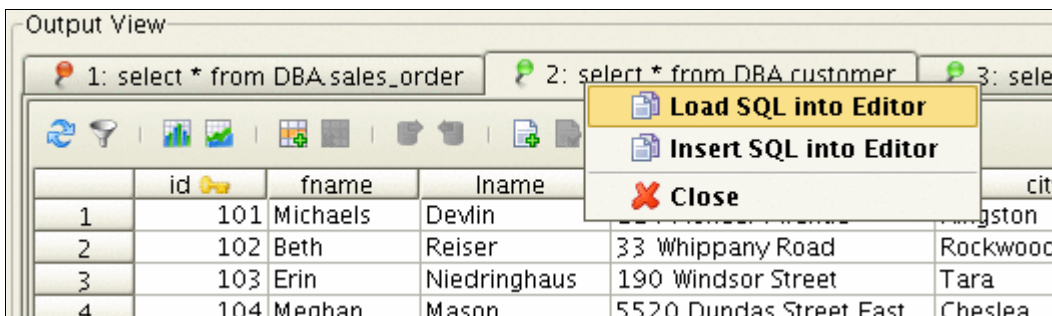 Output View
1: select * from DBA.sales_order
2: select * from DBA.customer
3: sele
Load SQL into Editor
Insert SQL into Editor
Close
id fname lname cit
1 101 Michaels Devlin
2 102 Beth Reiser 33 Whippany Road Rockwood
3 103 Erin Niedringhaus 190 Windsor Street Tara
4 104 Meghan Mason 5520 Dundas Street East Cheslea